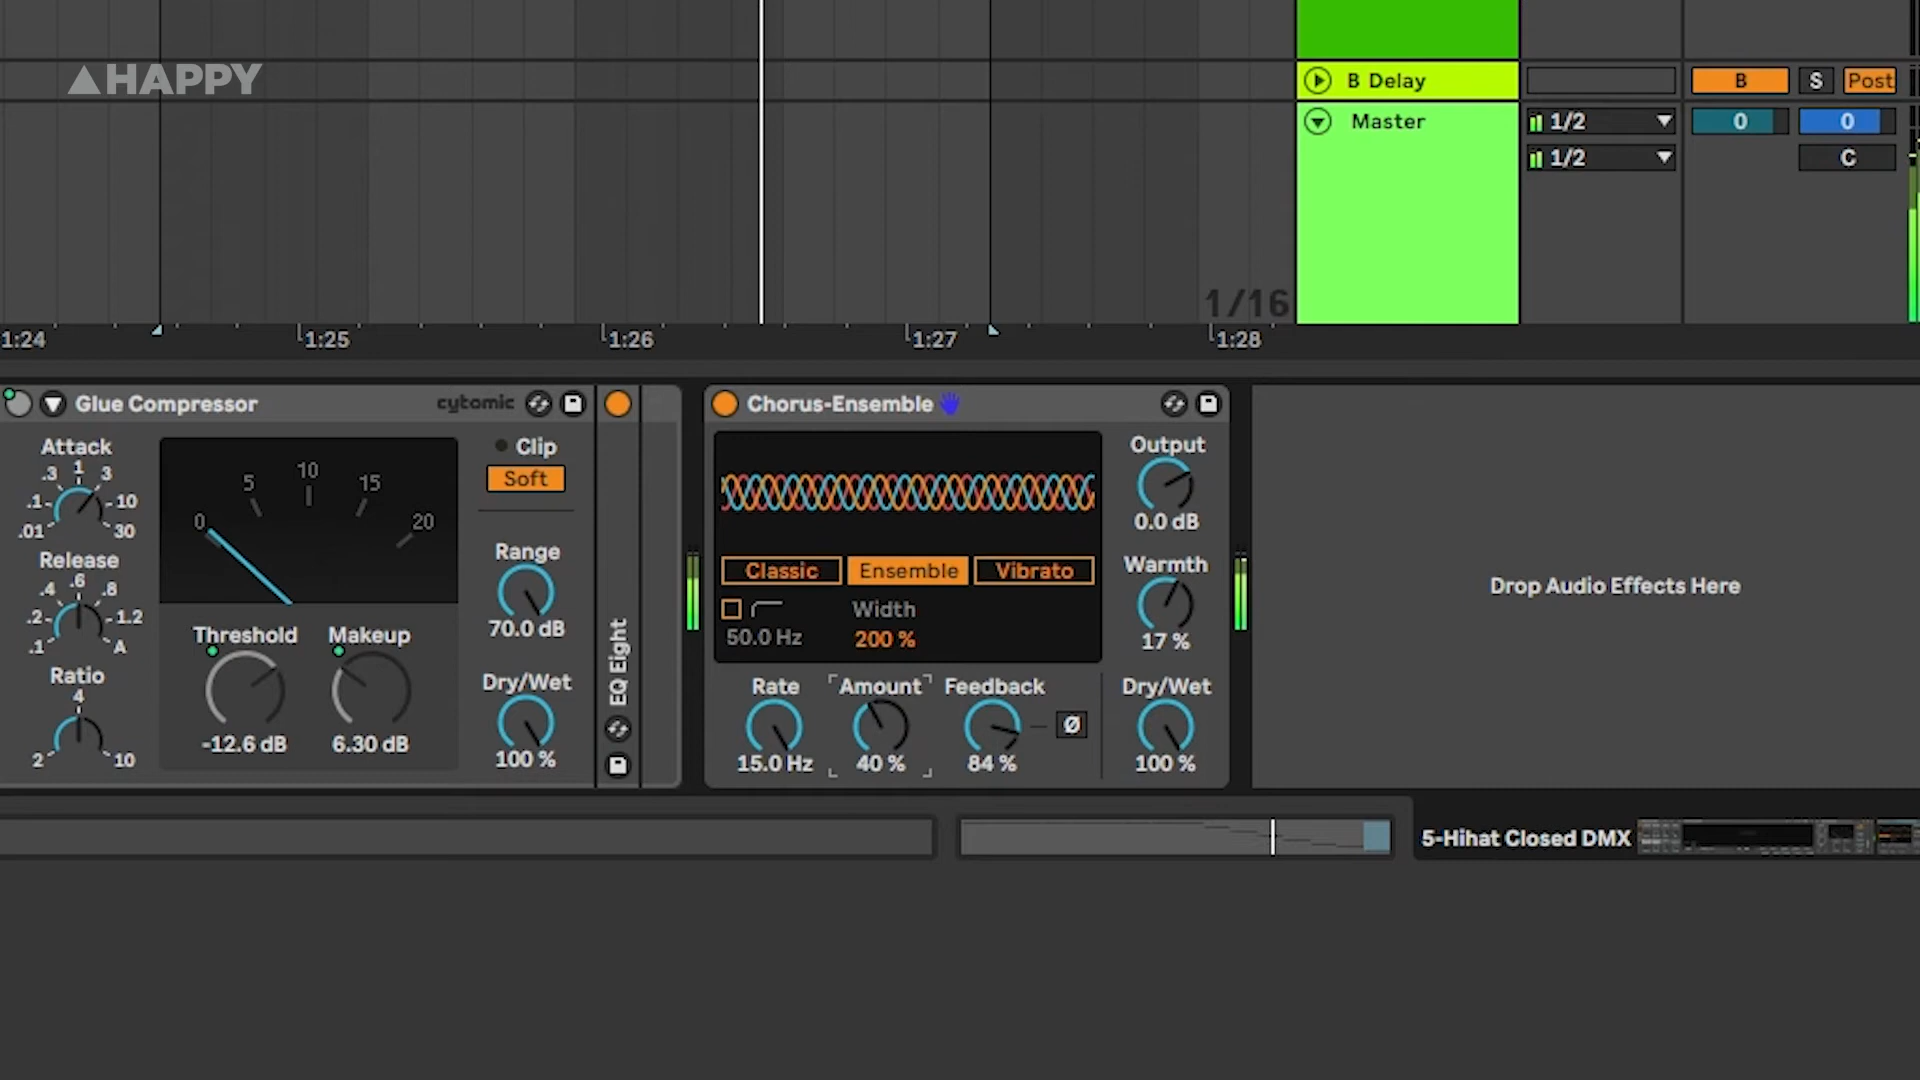 HAPPY
B Delay
B
S
Post
Master
1/2
0
0
1/2
C
1/16
1:24
1:25
1:26
1:27
1:28
Glue Compressor
cytomic
Attack
.01
.1
.3
1
3
10
30
Release
.1
.2
.4
.6
.8
1.2
A
Ratio
2
4
10
0
5
10
15
20
Threshold
-12.6 dB
Makeup
6.30 dB
Clip
Soft
Range
70.0 dB
Dry/Wet
100 %
EQ Eight
Chorus-Ensemble
Classic
Ensemble
Vibrato
50.0 Hz
Width
200 %
Output
0.0 dB
Warmth
17 %
Rate
15.0 Hz
Amount
40 %
Feedback
84 %
Ø
Dry/Wet
100 %
Drop Audio Effects Here
5-Hihat Closed DMX